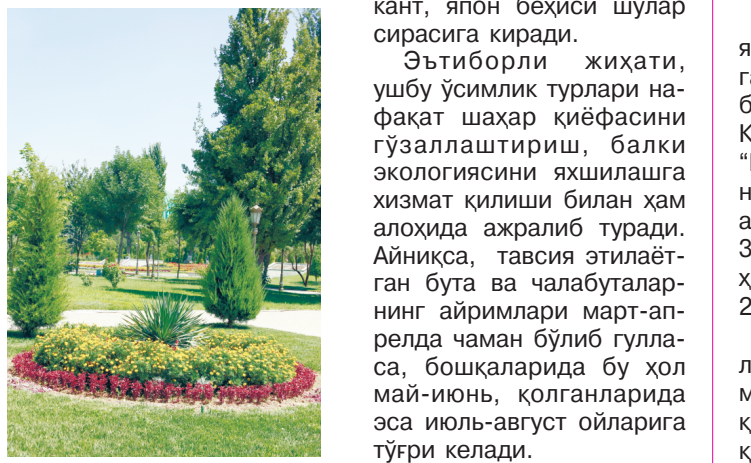 кант, япон беҳиси шулар
сирасига киради.
Эътиборли жиҳати,
ушбу ўсимлик турлари на-
фақат шаҳар қиёфасини
гўзаллаштириш, балки
экологиясини яхшилашга
хизмат қилиши билан ҳам
алоҳида ажралиб туради.
Айниқса, тавсия этилаёт-
ган бута ва чалабуталар-
нинг айримлари март-ап-
релда чаман бўлиб гулла-
са, бошқаларида бу ҳол
май-июнь, қолганларида
эса июль-август ойларига
тўғри келади.